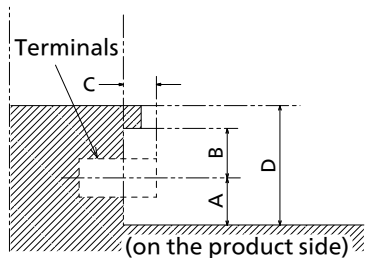 Terminals
C
B
D
A
(on the product side)